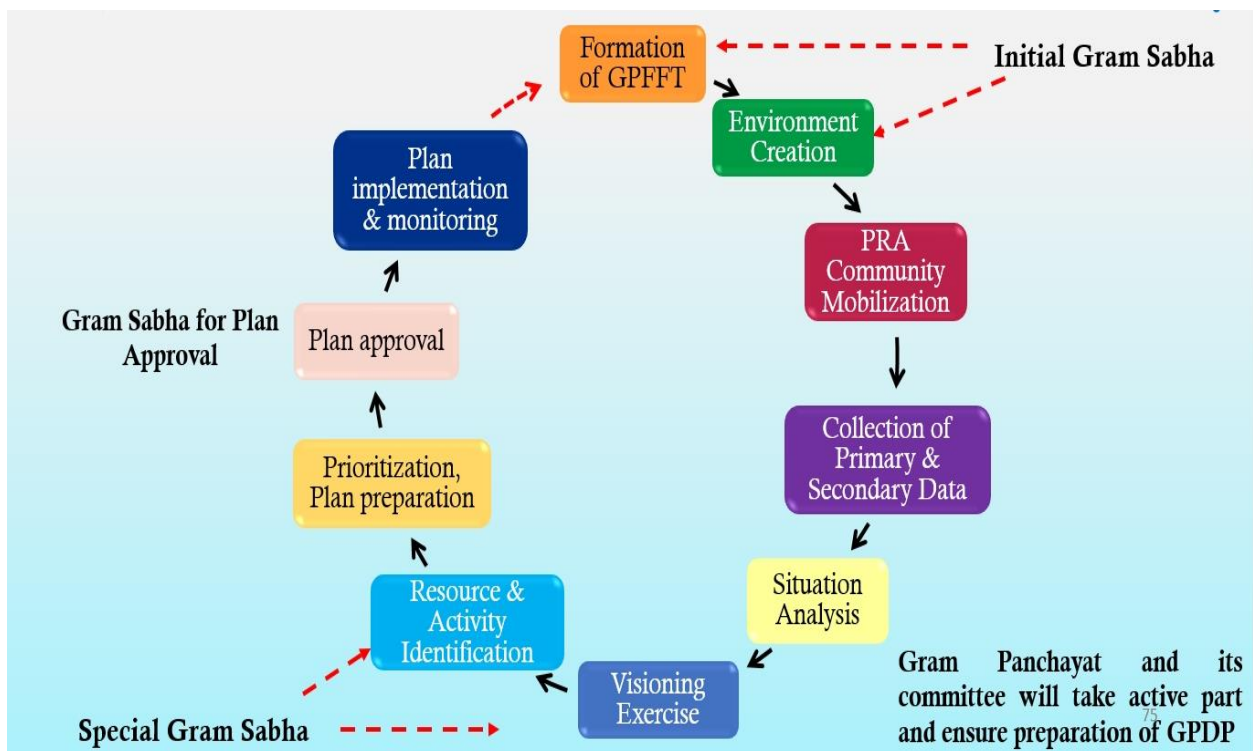 Formation
of GPFFT
Initial Gram Sabha
Environment
Creation
Plan
implementation
& monitoring
PRA
Community
Mobilization
Gram Sabha for Plan
Approval
Plan approval
Collection of
Primary &
Secondary Data
Prioritization,
Plan preparation
Situation
Analysis
Resource &
Activity
Identification
Visioning
Exercise
Gram Panchayat and its
committee will take active part
and ensure preparation of GPDP
75
Special Gram Sabha